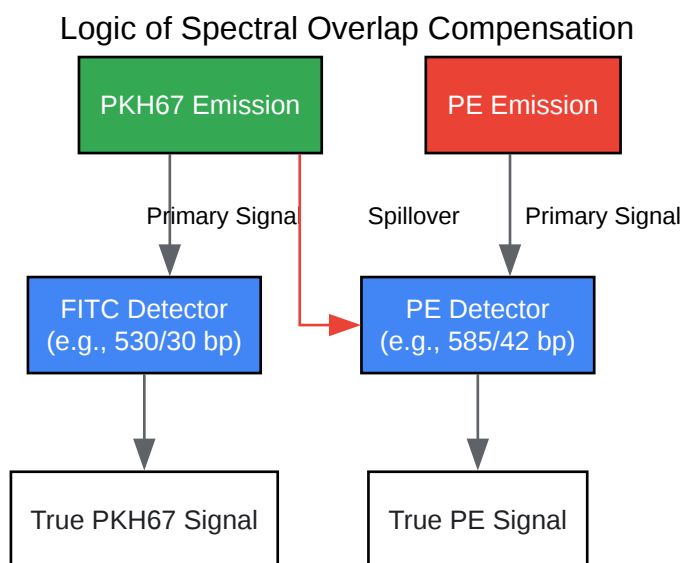 Logic of Spectral Overlap Compensation
PKH67 Emission
PE Emission
Primary Signal
Spillover
Primary Signal
FITC Detector
(e.g., 530/30 bp)
PE Detector
(e.g., 585/42 bp)
True PKH67 Signal
True PE Signal